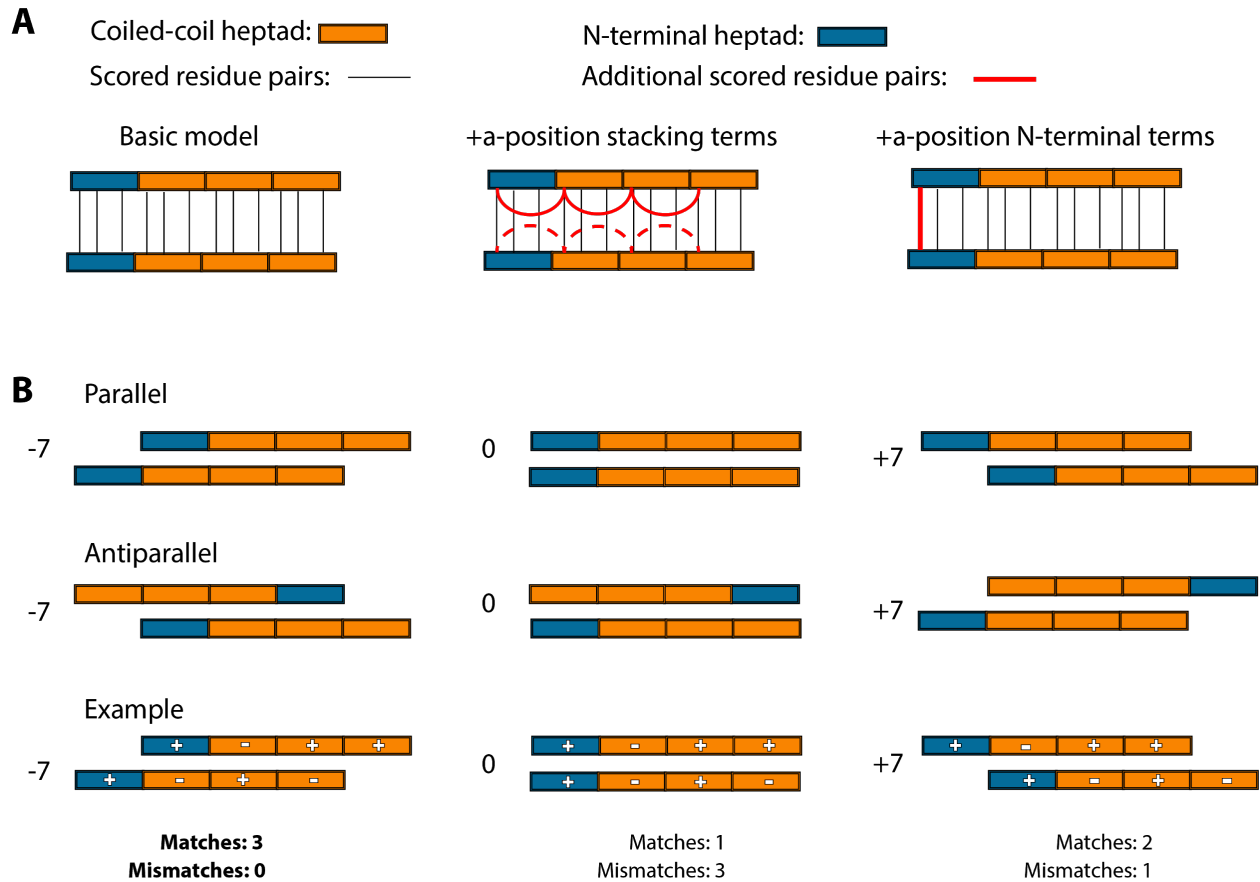 A
Coiled-coil heptad:
N-terminal heptad:
Scored residue pairs:
Additional scored residue pairs:
Basic model
+a-position stacking terms
+a-position N-terminal terms
B
Parallel
-7
0
+7
Antiparallel
-7
0
+7
Example
+ - + +
+ - + +
+ - + +
-7
0
+7
+ - + -
+ - + -
+ - + -
Matches: 3
Matches: 1
Matches: 2
Mismatches: 0
Mismatches: 3
Mismatches: 1